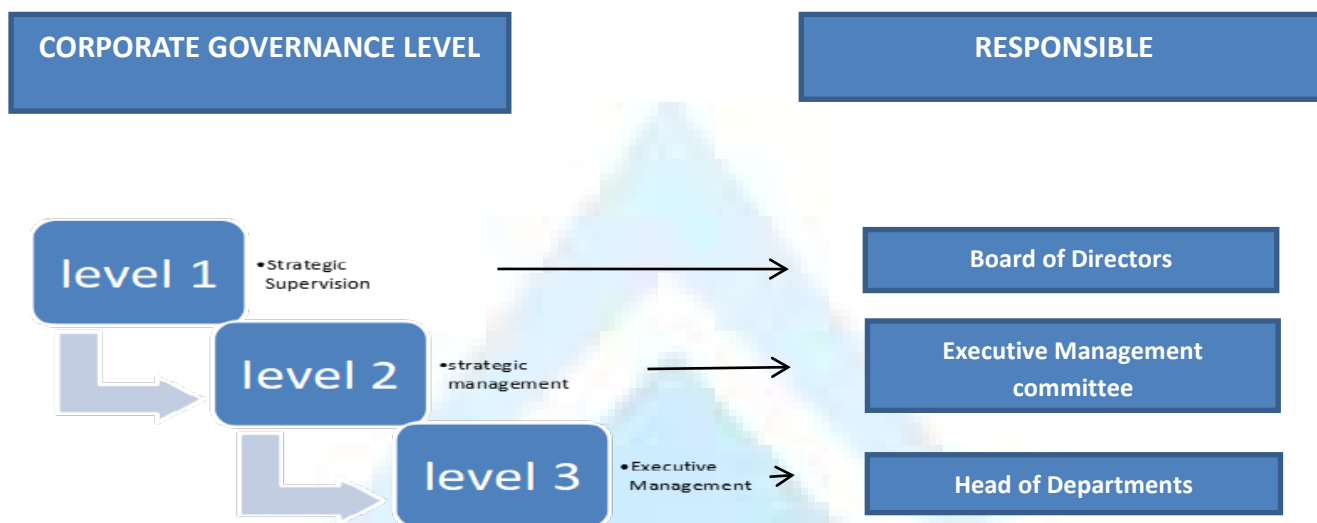 CORPORATE GOVERNANCE LEVEL
RESPONSIBLE
level 1
•Strategic
Supervision
Board of Directors
level 2
•strategic
management
Executive Management
committee
level 3
•Executive
Management
Head of Departments